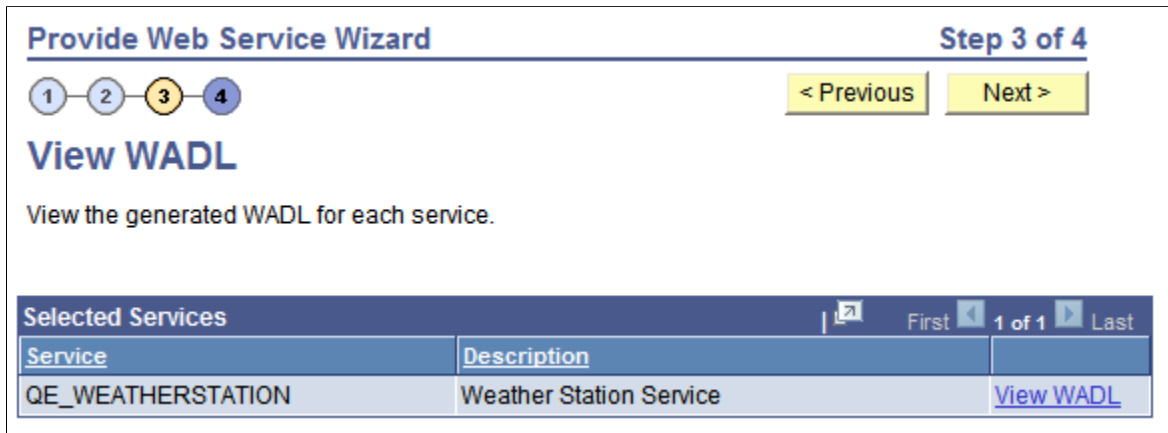 Provide Web Service Wizard Step 3 of 4
1 2 3 4 < Previous Next >
View WADL
View the generated WADL for each service.
Selected Services | First 1 of 1 Last
Service Description
QE_WEATHERSTATION Weather Station Service View WADL